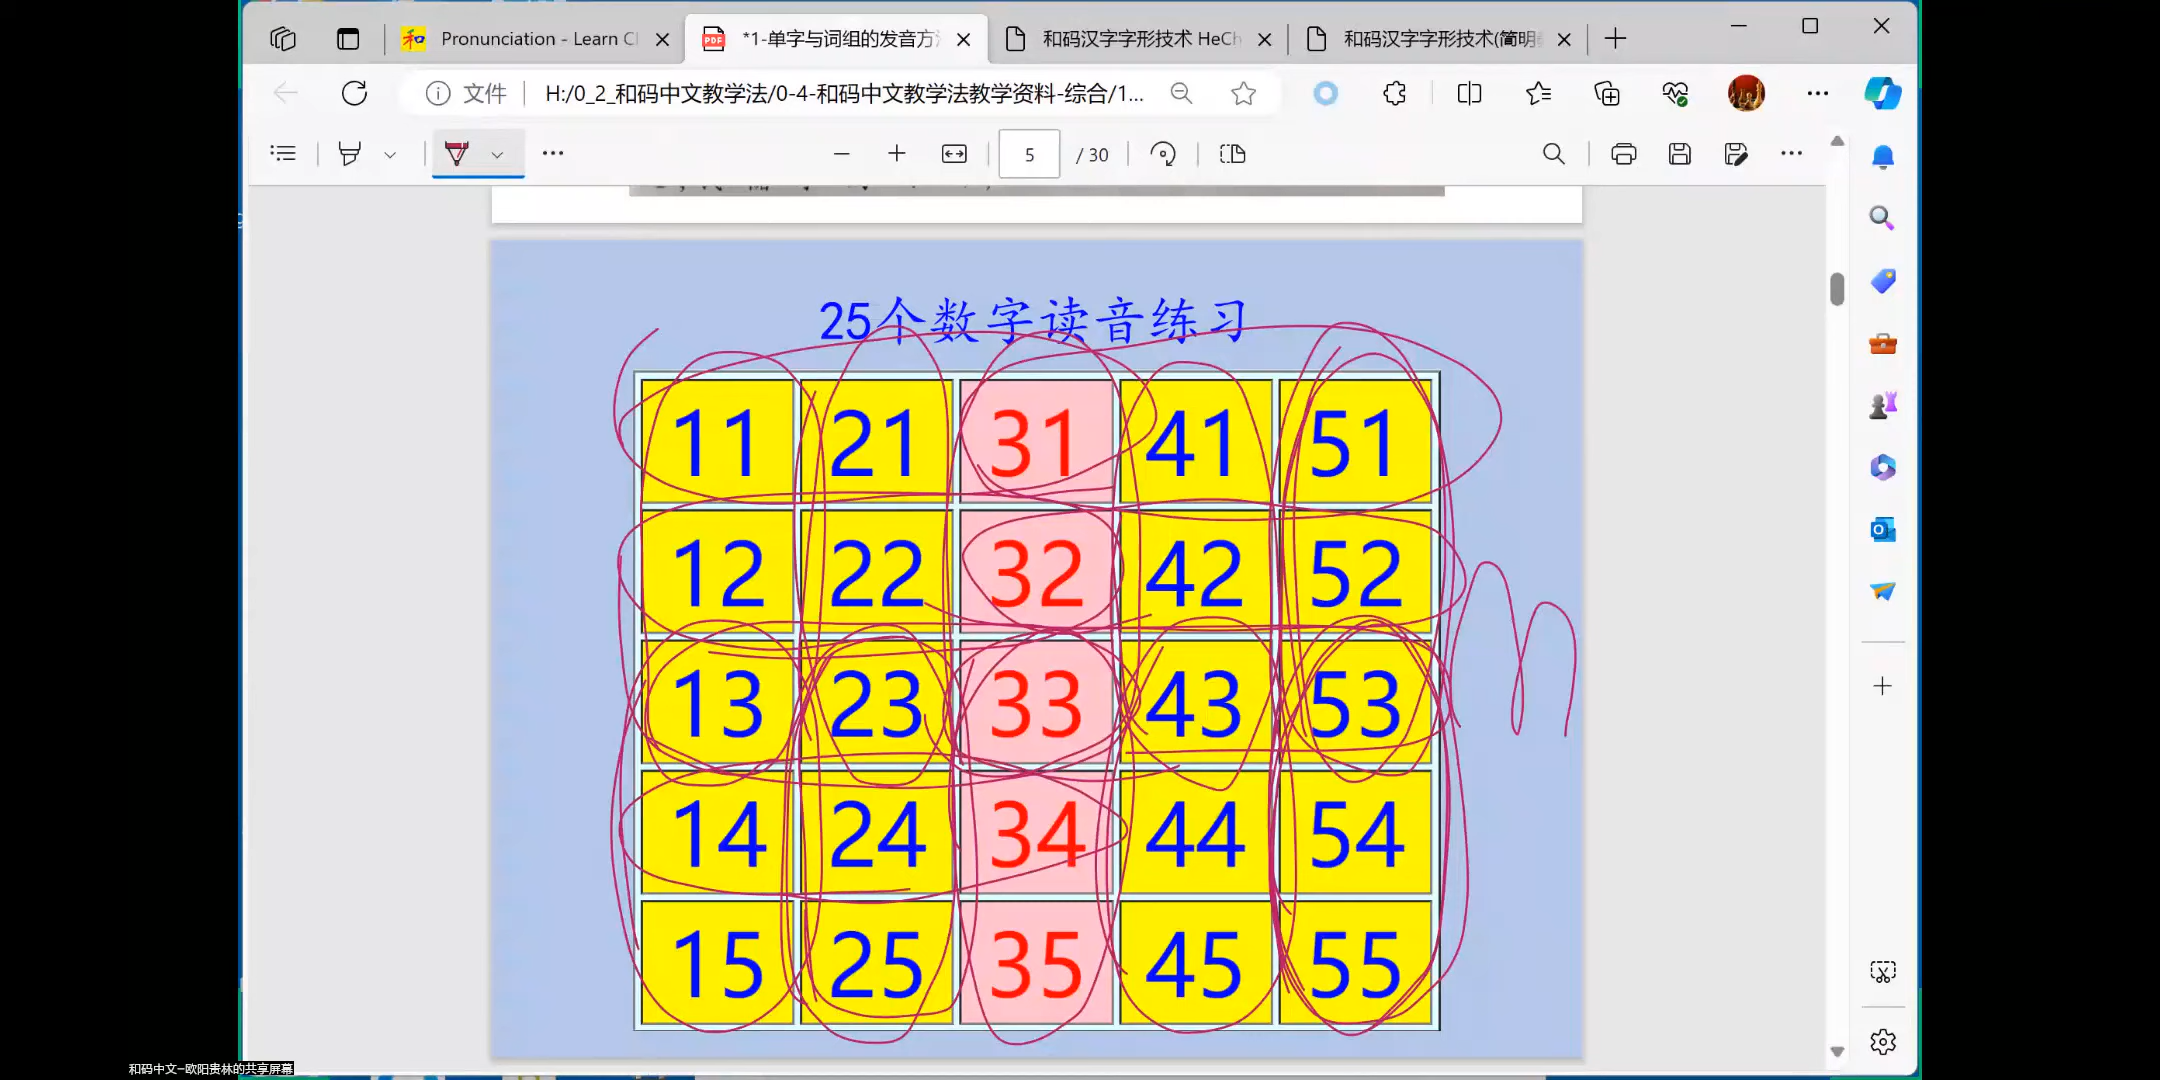 Pronunciation - Learn C
*1-单字与词组的发音方
和码汉字字形技术 HeCh
和码汉字字形技术(简明
文件
H:/0_2_和码中文教学法/0-4-和码中文教学法教学资料-综合/1...
5 / 30
25个数字读音练习
11 21 31 41 51
12 22 32 42 52
13 23 33 43 53
14 24 34 44 54
15 25 35 45 55
和码中文-欧阳贵林的共享屏幕